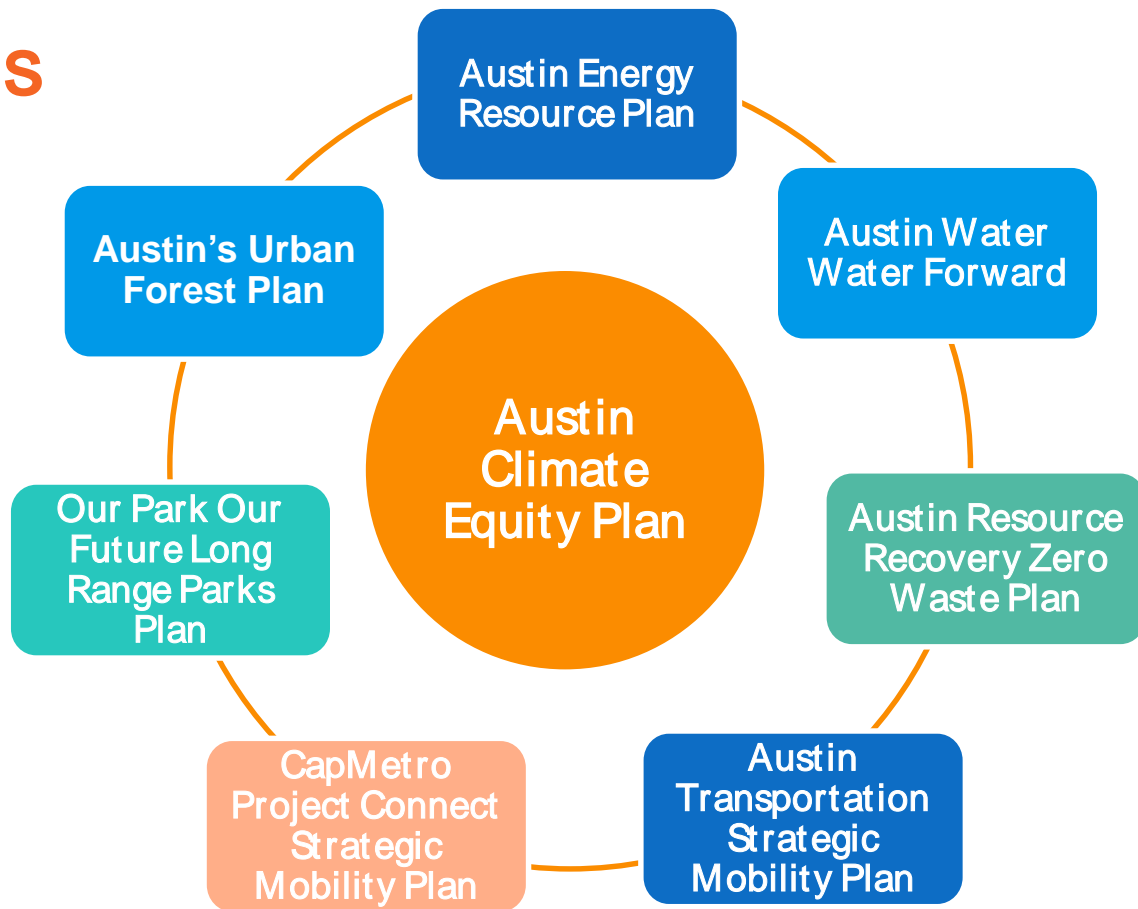 s
Austin Energy
Resource Plan
Austin Water
Water Forward
Austin Resource
Recovery Zero
Waste Plan
Austin
Transportation
Strategic
Mobility Plan
CapMetro
Project Connect
Strategic
Mobility Plan
Our Park Our
Future Long
Range Parks
Plan
Austin’s Urban
Forest Plan
Austin
Climate
Equity Plan